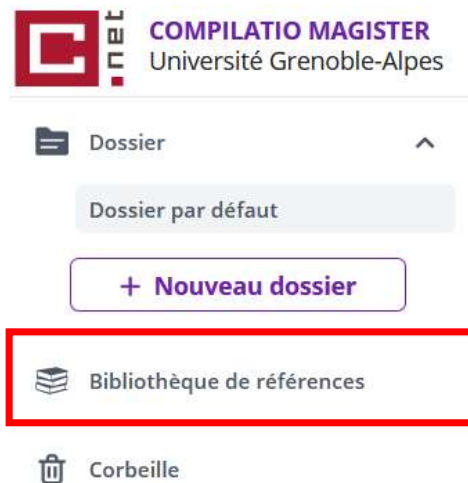 C
.net
COMPILATIO MAGISTER
Université Grenoble-Alpes
Dossier
Dossier par défaut
+ Nouveau dossier
Bibliothèque de références
Corbeille